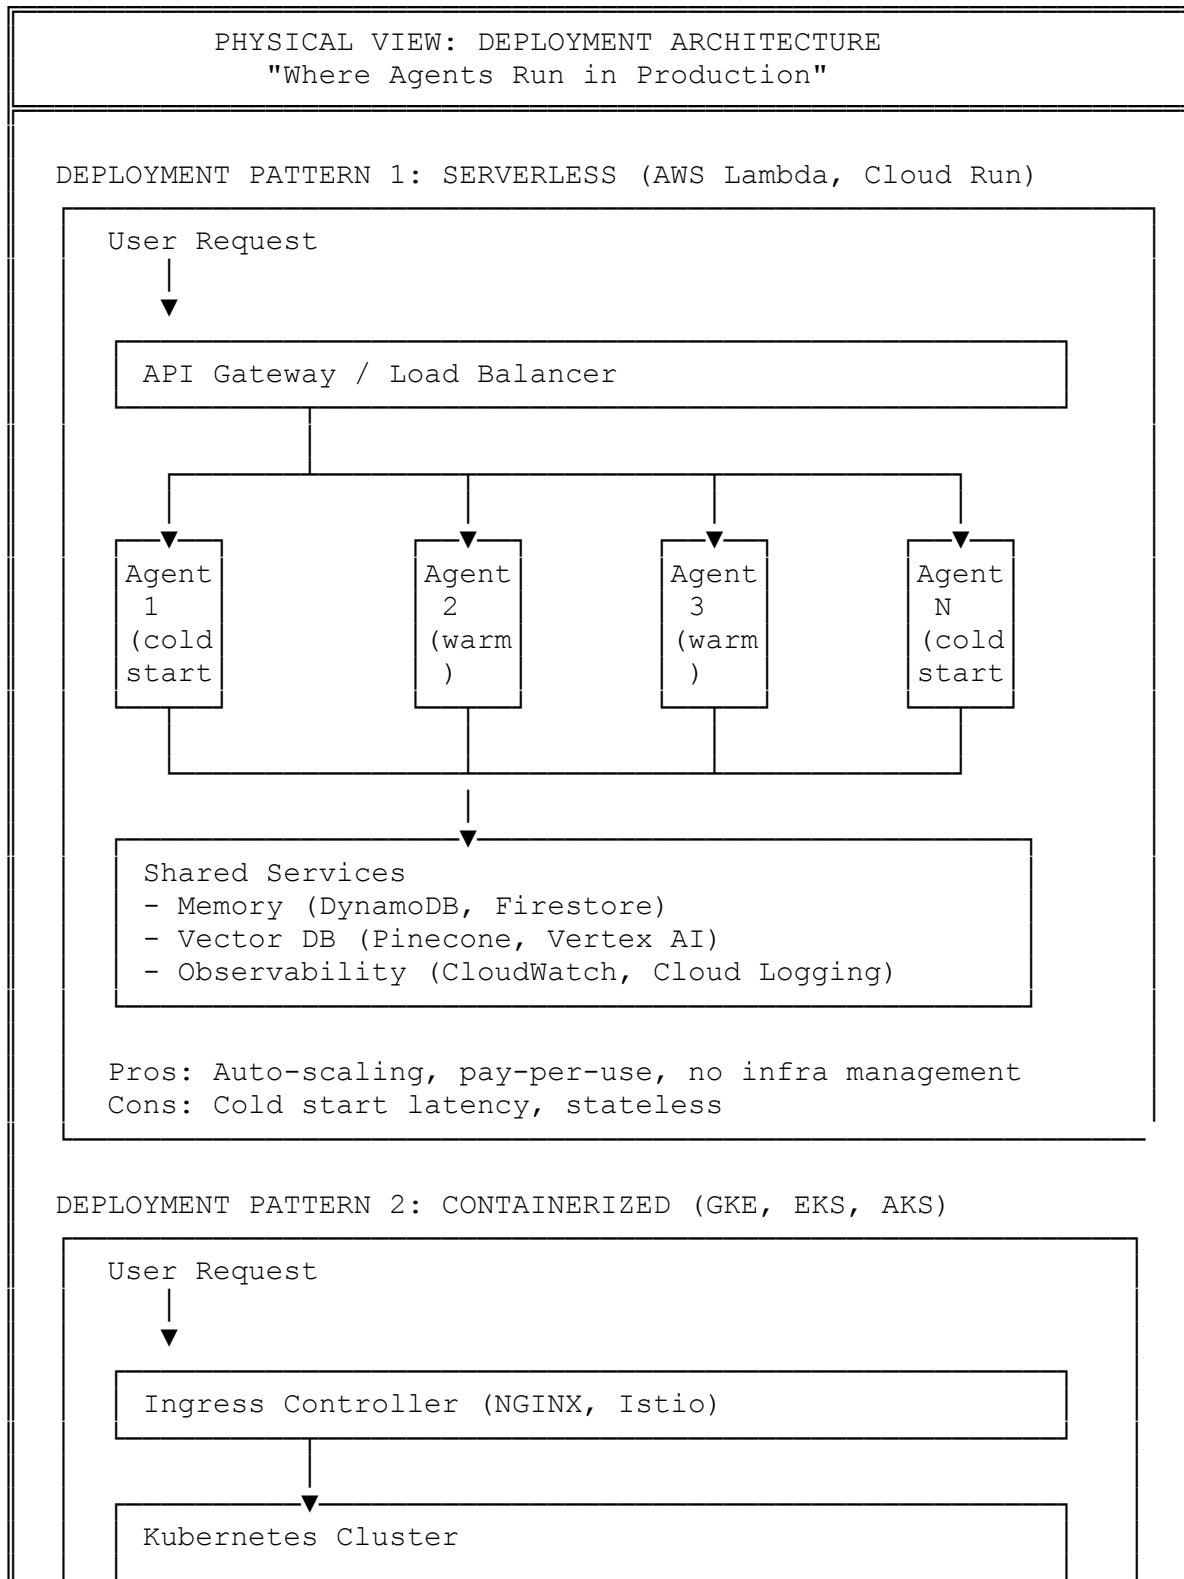 PHYSICAL VIEW: DEPLOYMENT ARCHITECTURE
"Where Agents Run in Production"
DEPLOYMENT PATTERN 1: SERVERLESS (AWS Lambda, Cloud Run)
User Request
API Gateway / Load Balancer
Agent Agent Agent Agent
1 2 3 N
(cold (warm (warm (cold
start ) ) start
Shared Services
- Memory (DynamoDB, Firestore)
- Vector DB (Pinecone, Vertex AI)
- Observability (CloudWatch, Cloud Logging)
Pros: Auto-scaling, pay-per-use, no infra management
Cons: Cold start latency, stateless
DEPLOYMENT PATTERN 2: CONTAINERIZED (GKE, EKS, AKS)
User Request
Ingress Controller (NGINX, Istio)
Kubernetes Cluster